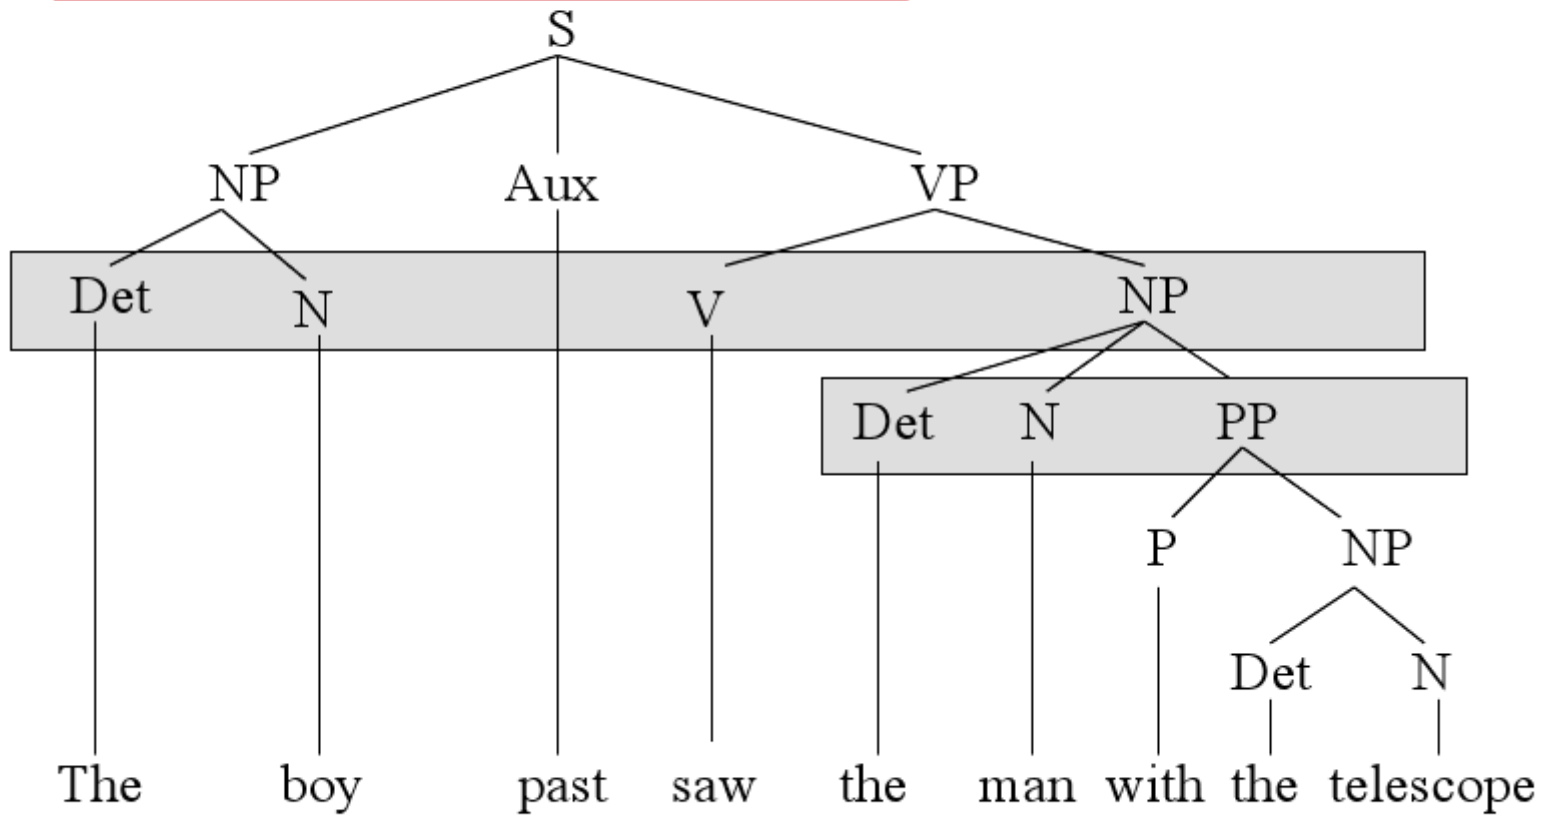 S
NP Aux VP
Det N V NP
Det N PP
P NP
Det N
The boy past saw the man with the telescope